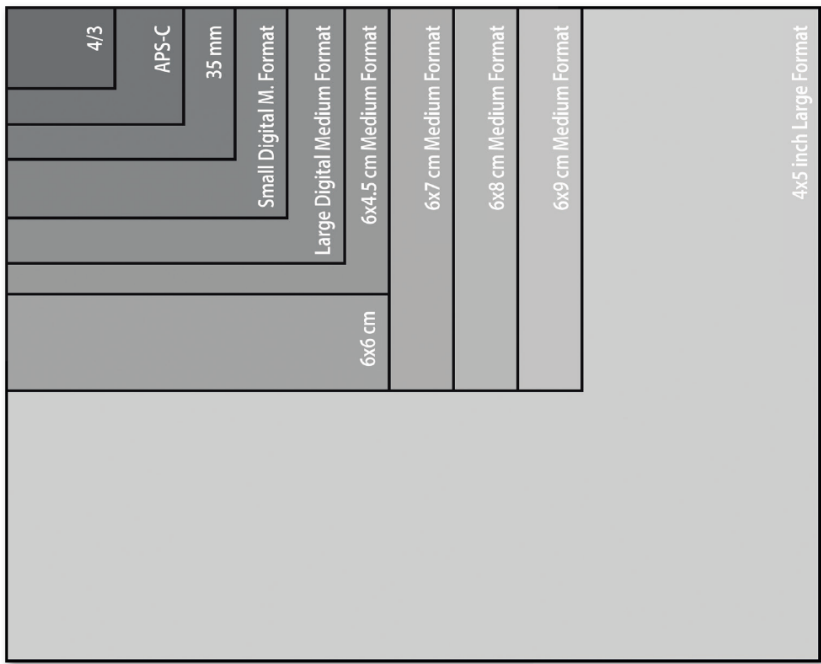 4/3
APS-C
35 mm
Small Digital M. Format
Large Digital Medium Format
6x4.5 cm Medium Format
6x6 cm
6x7 cm Medium Format
6x8 cm Medium Format
6x9 cm Medium Format
4x5 inch Large Format